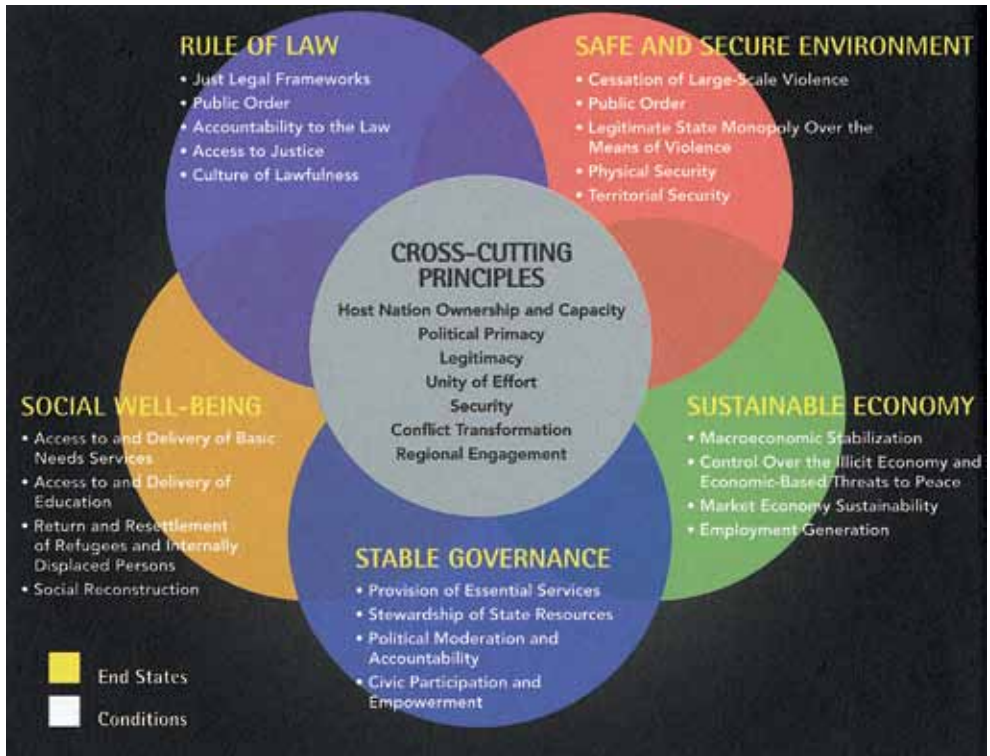 RULE OF LAW
• Just Legal Frameworks
• Public Order
• Accountability to the Law
• Access to Justice
• Culture of Lawfulness
SAFE AND SECURE ENVIRONMENT
• Cessation of Large-Scale Violence
• Public Order
• Legitimate State Monopoly Over the
Means of Violence
• Physical Security
• Territorial Security
CROSS-CUTTING
PRINCIPLES
Host Nation Ownership and Capacity
Political Primacy
Legitimacy
Unity of Effort
Security
Conflict Transformation
Regional Engagement
SOCIAL WELL-BEING
• Access to and Delivery of Basic
Needs Services
• Access to and Delivery of
Education
• Return and Resettlement
of Refugees and Internally
Displaced Persons
• Social Reconstruction
SUSTAINABLE ECONOMY
• Macroeconomic Stabilization
• Control Over the Illicit Economy and
Economic-Based Threats to Peace
• Market Economy Sustainability
• Employment Generation
STABLE GOVERNANCE
• Provision of Essential Services
• Stewardship of State Resources
• Political Moderation and
Accountability
• Civic Participation and
Empowerment
End States
Conditions